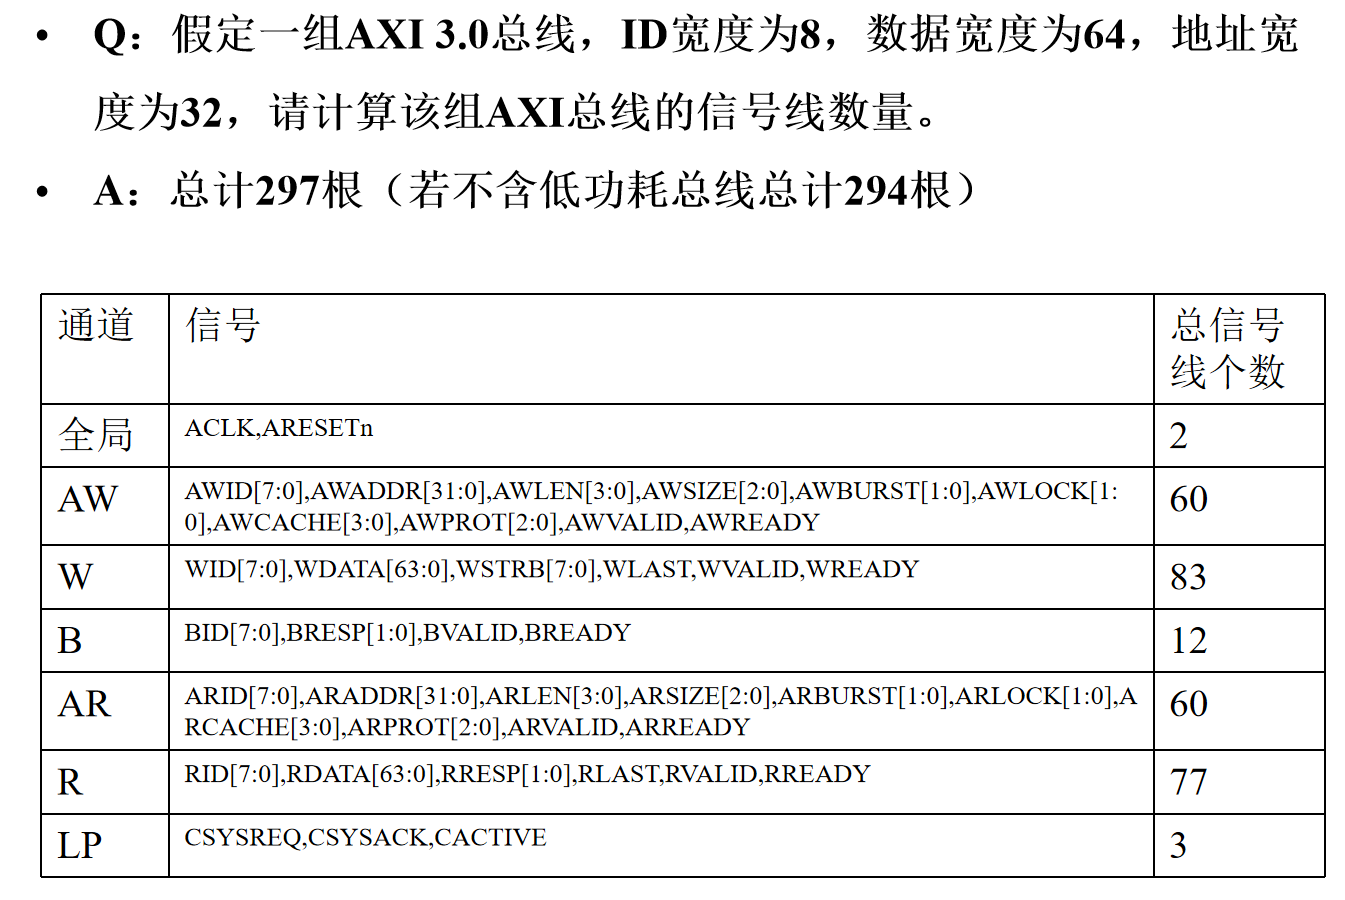 • Q：假定一组AXI 3.0总线，ID宽度为8，数据宽度为64，地址宽
度为32，请计算该组AXI总线的信号线数量。
• A：总计297根（若不含低功耗总线总计294根）
通道 信号 总信号
线个数
全局 ACLK,ARESETn 2
AW AWID[7:0],AWADDR[31:0],AWLEN[3:0],AWSIZE[2:0],AWBURST[1:0],AWLOCK[1: 60
0],AWCACHE[3:0],AWPROT[2:0],AWVALID,AWREADY
W WID[7:0],WDATA[63:0],WSTRB[7:0],WLAST,WVALID,WREADY 83
B BID[7:0],BRESP[1:0],BVALID,BREADY 12
AR ARID[7:0],ARADDR[31:0],ARLEN[3:0],ARSIZE[2:0],ARBURST[1:0],ARLOCK[1:0],A 60
RCACHE[3:0],ARPROT[2:0],ARVALID,ARREADY
R RID[7:0],RDATA[63:0],RRESP[1:0],RLAST,RVALID,RREADY 77
LP CSYSREQ,CSYSACK,CACTIVE 3